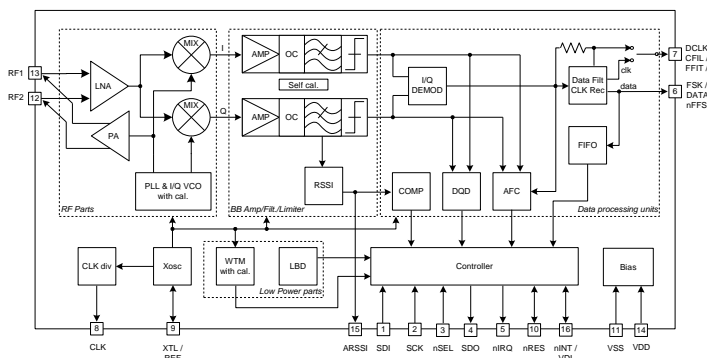 MIX
I
AMP
OC
Self cal.
I/Q
DEMOD
Data Filt
CLK Rec
clk
data
7
DCLK
CFIL /
FFIT /
RF1
13
LNA
RF2
12
PA
MIX
Q
AMP
OC
6
FSK /
DATA
nFFS
FIFO
PLL & I/Q VCO
with cal.
RSSI
COMP
DQD
AFC
RF Parts
BB Amp/Filt./Limiter
Data processing units
CLK div
Xosc
WTM
with cal.
LBD
Low Power parts
Controller
Bias
8
9
15
1
2
3
4
5
10
16
11
14
CLK
XTL /
REF
ARSSI
SDI
SCK
nSEL
SDO
nIRQ
nRES
nINT /
VDI
VSS
VDD